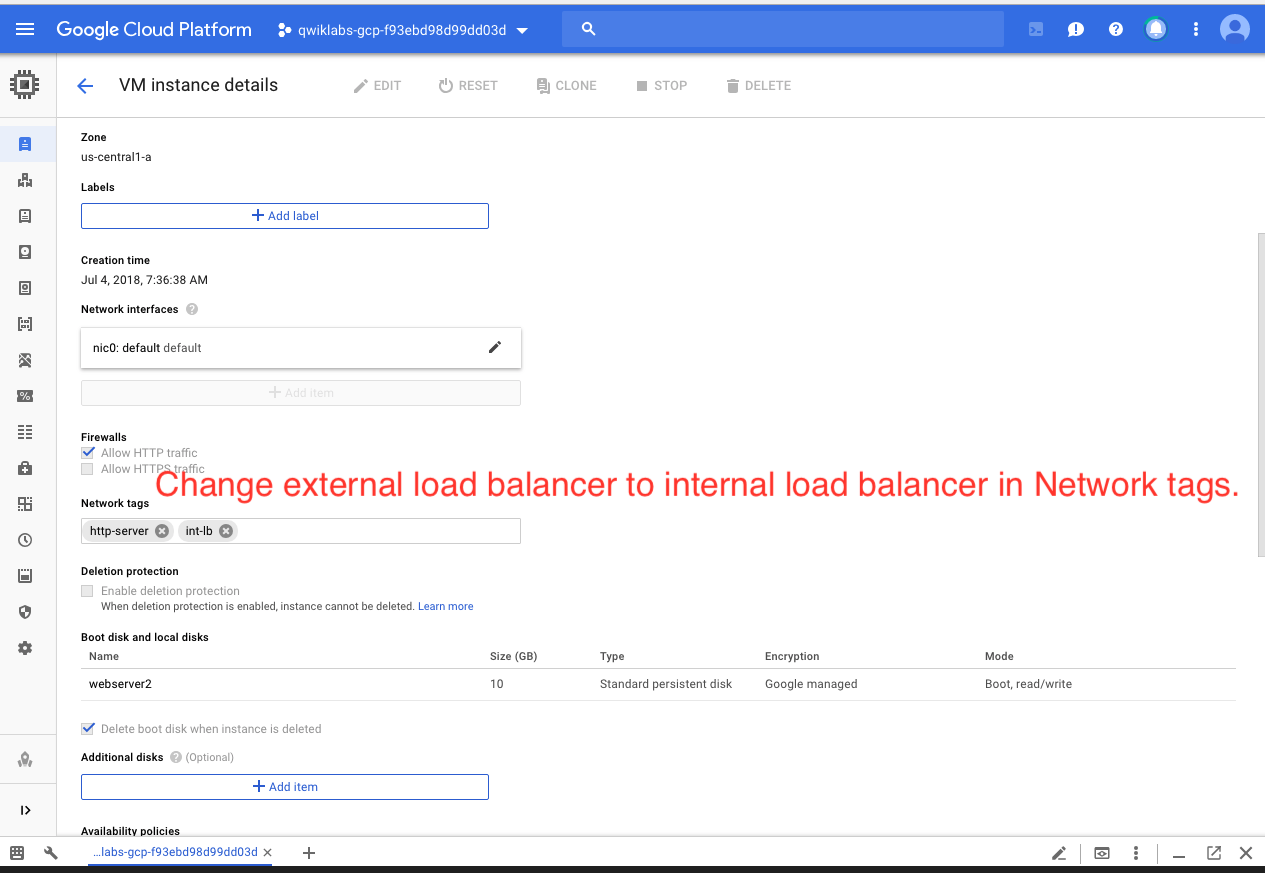 Google Cloud Platform qwiklabs-gcp-f93ebd98d99dd03d
VM instance details EDIT RESET CLONE STOP DELETE
Zone
us-central1-a
Labels
Add label
Creation time
Jul 4, 2018, 7:36:38 AM
Network interfaces
nic0: default default
Add item
Firewalls
Allow HTTP traffic
Allow HTTPS traffic
Change external load balancer to internal load balancer in Network tags.
Network tags
http-server int-lb
Deletion protection
Enable deletion protection
When deletion protection is enabled, instance cannot be deleted. Learn more
Boot disk and local disks
Name Size (GB) Type Encryption Mode
webserver2 10 Standard persistent disk Google managed Boot, read/write
Delete boot disk when instance is deleted
Additional disks (Optional)
Add item
Availability policies
...labs-gcp-f93ebd98d99dd03d